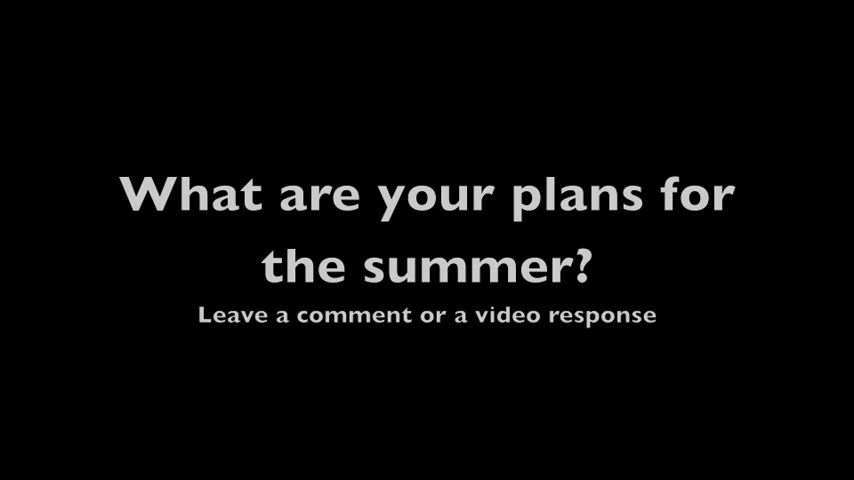 What are your plans for
the summer?
Leave a comment or a video response